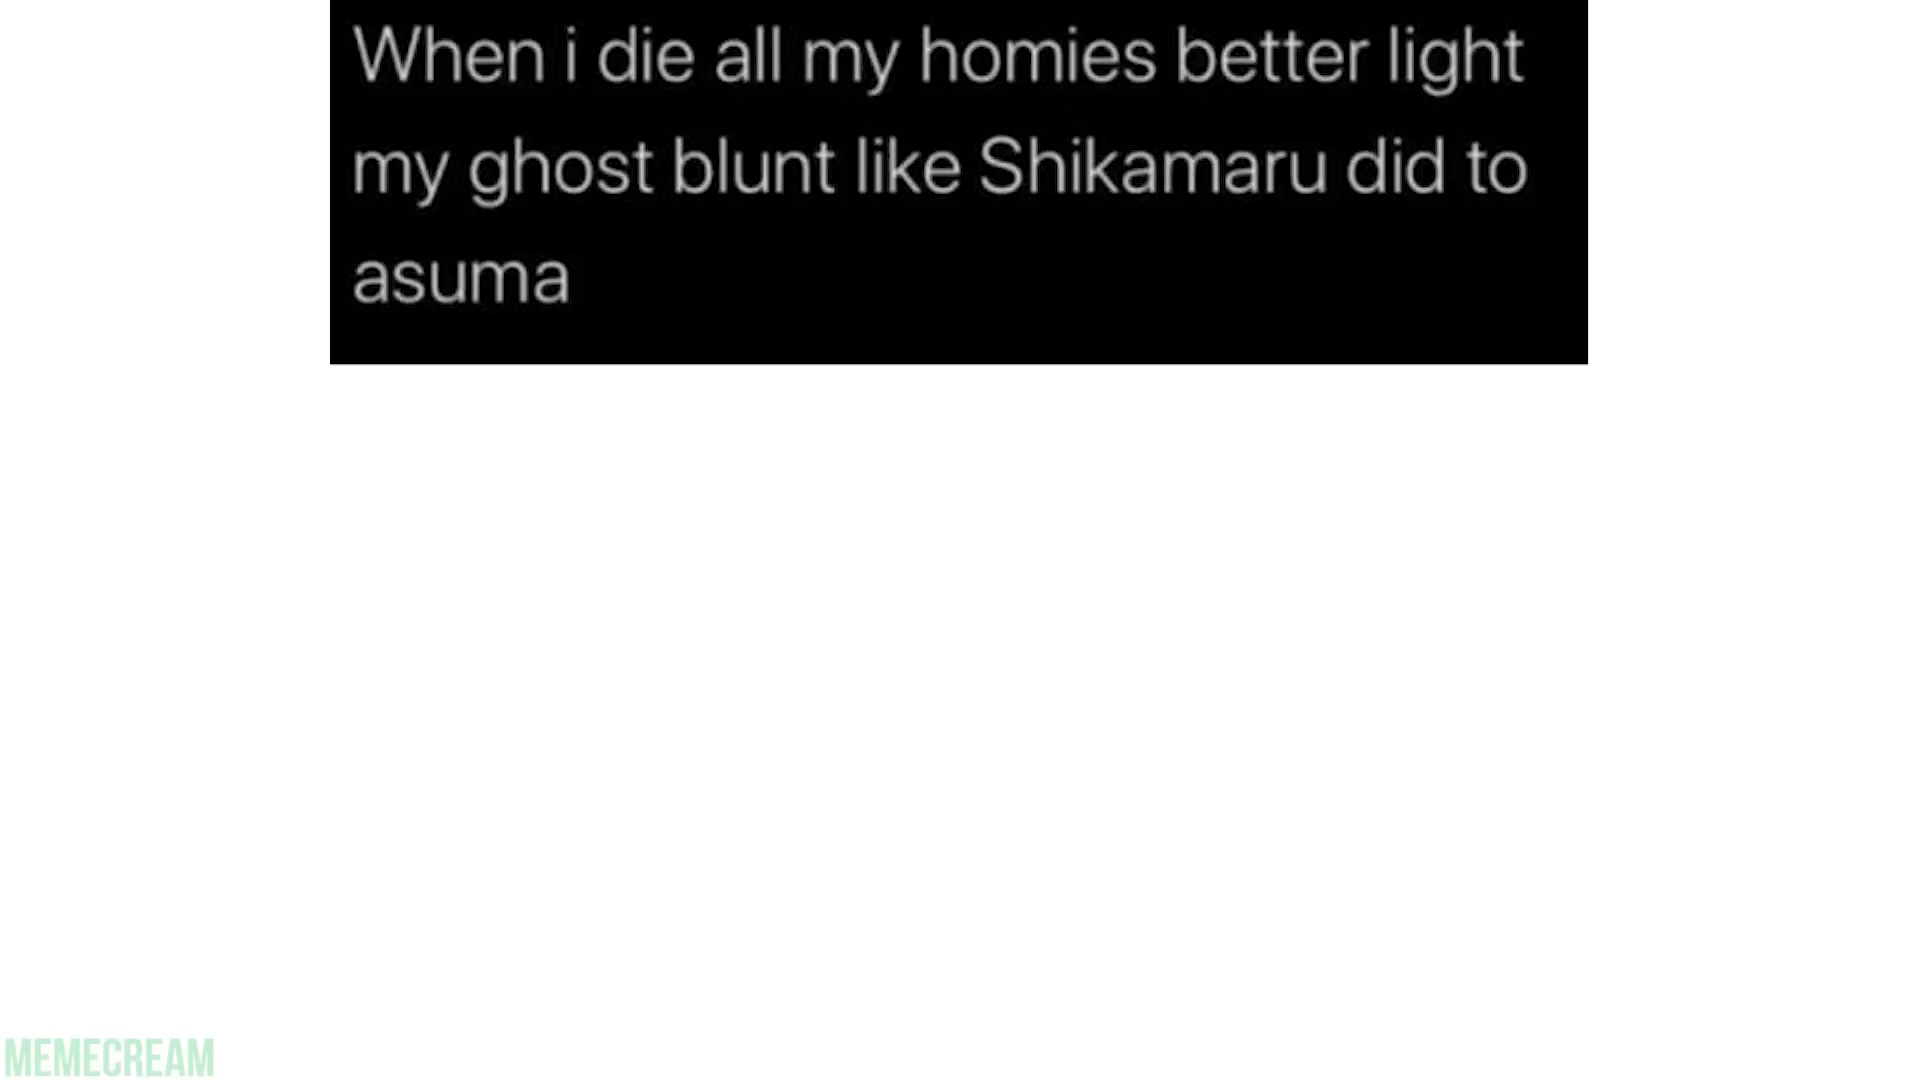 When i die all my homies better light
my ghost blunt like Shikamaru did to
asuma
MEMECREAM